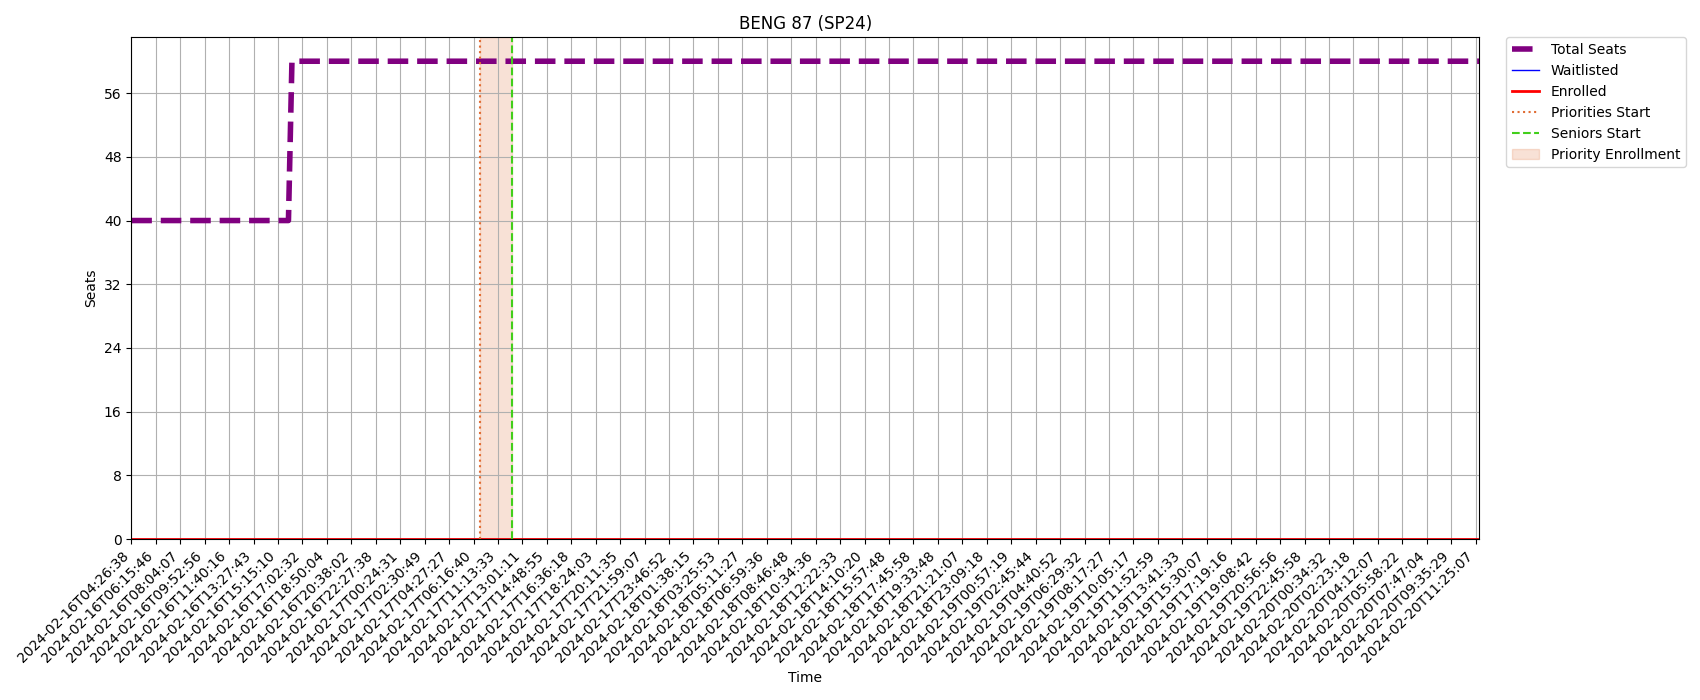 BENG 87 (SP24)
Total Seats
Waitlisted
Enrolled
Priorities Start
Seniors Start
Priority Enrollment
Seats
56
48
40
32
24
16
8
0
2024-02-16T04:26:38
2024-02-16T06:15:46
2024-02-16T08:04:07
2024-02-16T09:52:56
2024-02-16T11:40:16
2024-02-16T13:27:43
2024-02-16T15:15:10
2024-02-16T17:02:32
2024-02-16T18:50:04
2024-02-16T20:38:02
2024-02-16T22:27:38
2024-02-17T00:24:31
2024-02-17T02:30:49
2024-02-17T04:27:27
2024-02-17T06:16:40
2024-02-17T11:13:33
2024-02-17T13:01:11
2024-02-17T14:48:55
2024-02-17T16:36:18
2024-02-17T18:24:03
2024-02-17T20:11:35
2024-02-17T21:59:07
2024-02-17T23:46:52
2024-02-18T01:38:15
2024-02-18T03:25:53
2024-02-18T05:11:27
2024-02-18T06:59:36
2024-02-18T08:46:48
2024-02-18T10:34:36
2024-02-18T12:22:33
2024-02-18T14:10:20
2024-02-18T15:57:48
2024-02-18T17:45:58
2024-02-18T19:33:48
2024-02-18T21:21:07
2024-02-18T23:09:18
2024-02-19T00:57:19
2024-02-19T02:45:44
2024-02-19T04:40:52
2024-02-19T06:29:32
2024-02-19T08:17:27
2024-02-19T10:05:17
2024-02-19T11:52:59
2024-02-19T13:41:33
2024-02-19T15:30:07
2024-02-19T17:19:16
2024-02-19T19:08:42
2024-02-19T20:56:56
2024-02-19T22:45:58
2024-02-20T00:34:32
2024-02-20T02:23:18
2024-02-20T04:12:07
2024-02-20T05:58:22
2024-02-20T07:47:04
2024-02-20T09:35:29
2024-02-20T11:25:07
Time